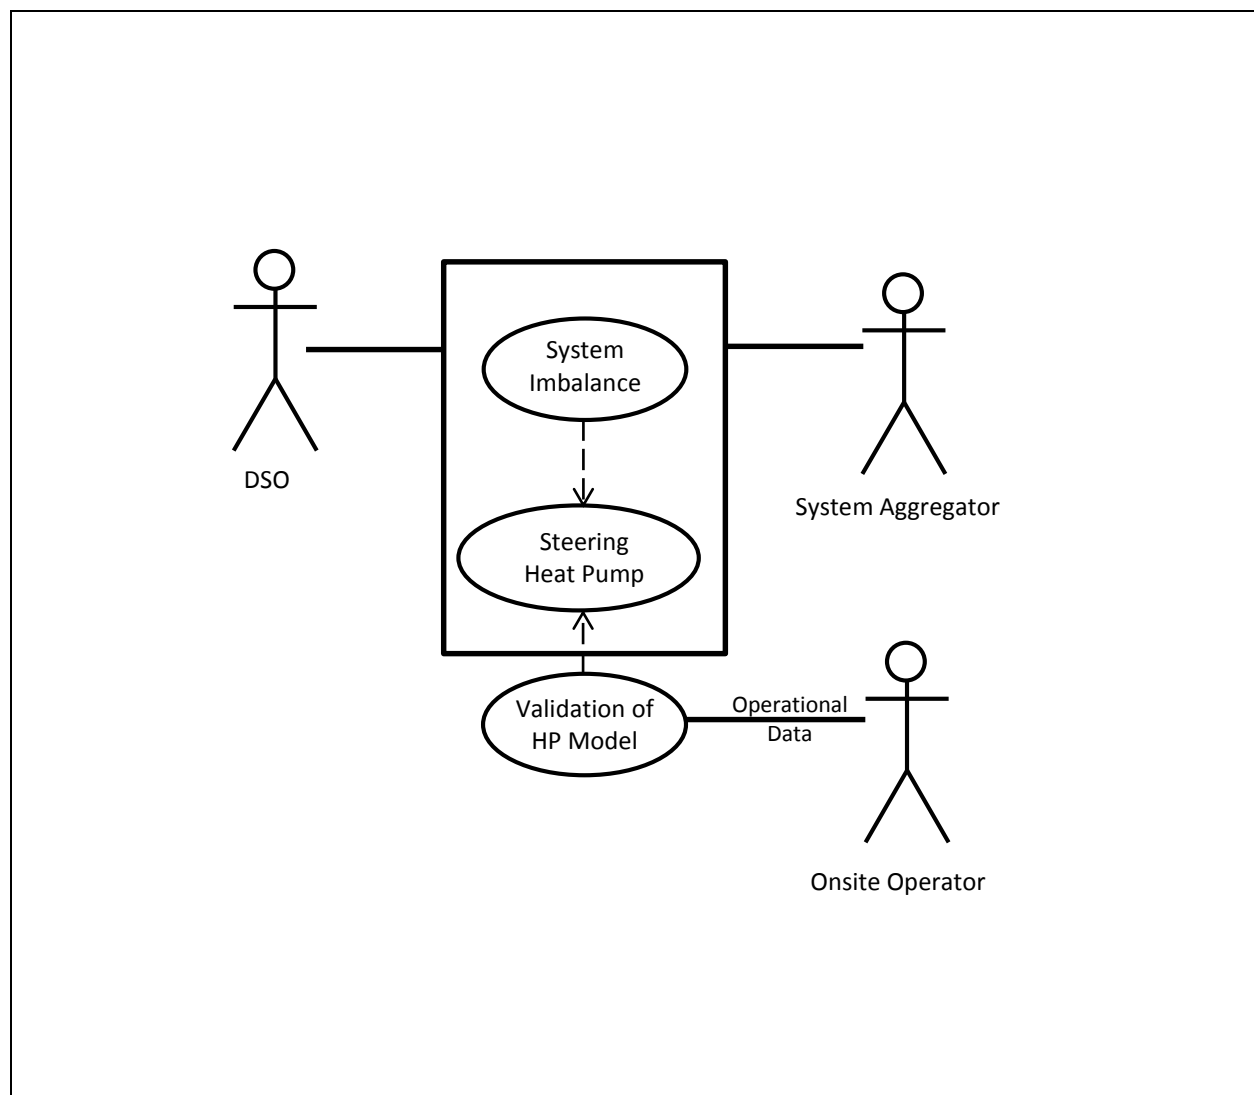 System
Imbalance
DSO
System Aggregator
Steering
Heat Pump
Validation of
HP Model
Operational
Data
Onsite Operator